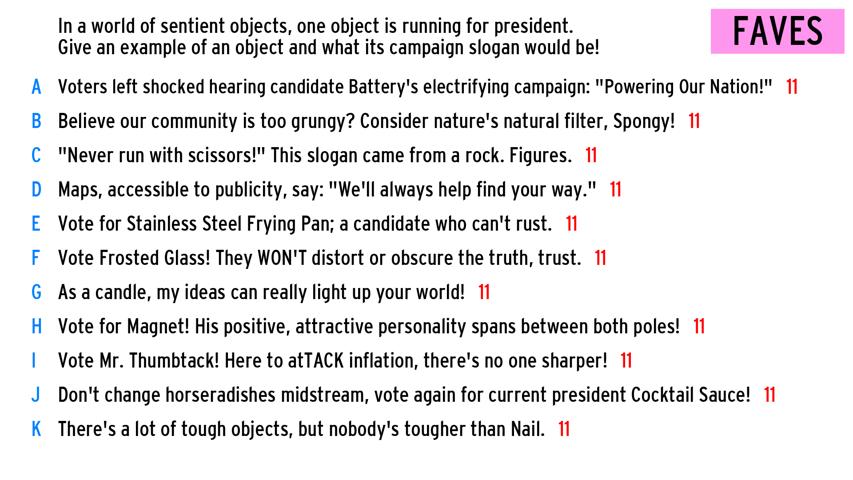 In a world of sentient objects, one object is running for president.
Give an example of an object and what its campaign slogan would be!
FAVES
A Voters left shocked hearing candidate Battery's electrifying campaign: "Powering Our Nation!" 11
B Believe our community is too grungy? Consider nature's natural filter, Spongy! 11
C "Never run with scissors!" This slogan came from a rock. Figures. 11
D Maps, accessible to publicity, say: "We'll always help find your way." 11
E Vote for Stainless Steel Frying Pan; a candidate who can't rust. 11
F Vote Frosted Glass! They WON'T distort or obscure the truth, trust. 11
G As a candle, my ideas can really light up your world! 11
H Vote for Magnet! His positive, attractive personality spans between both poles! 11
I Vote Mr. Thumbtack! Here to atTACK inflation, there's no one sharper! 11
J Don't change horseradishes midstream, vote again for current president Cocktail Sauce! 11
K There's a lot of tough objects, but nobody's tougher than Nail. 11